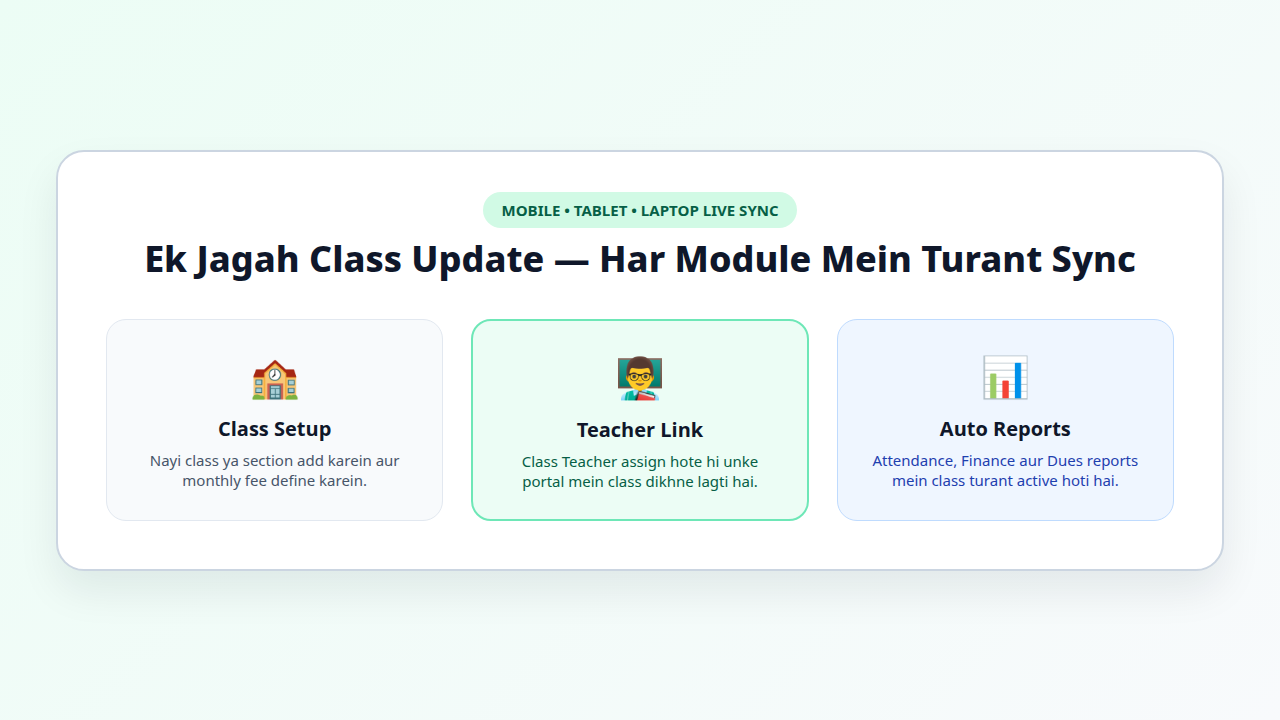 MOBILE • TABLET • LAPTOP LIVE SYNC
Ek Jagah Class Update — Har Module Mein Turant Sync
Class Setup
Nayi class ya section add karein aur
monthly fee define karein.
Teacher Link
Class Teacher assign hote hi unke
portal mein class dikhne lagti hai.
Auto Reports
Attendance, Finance aur Dues reports
mein class turant active hoti hai.